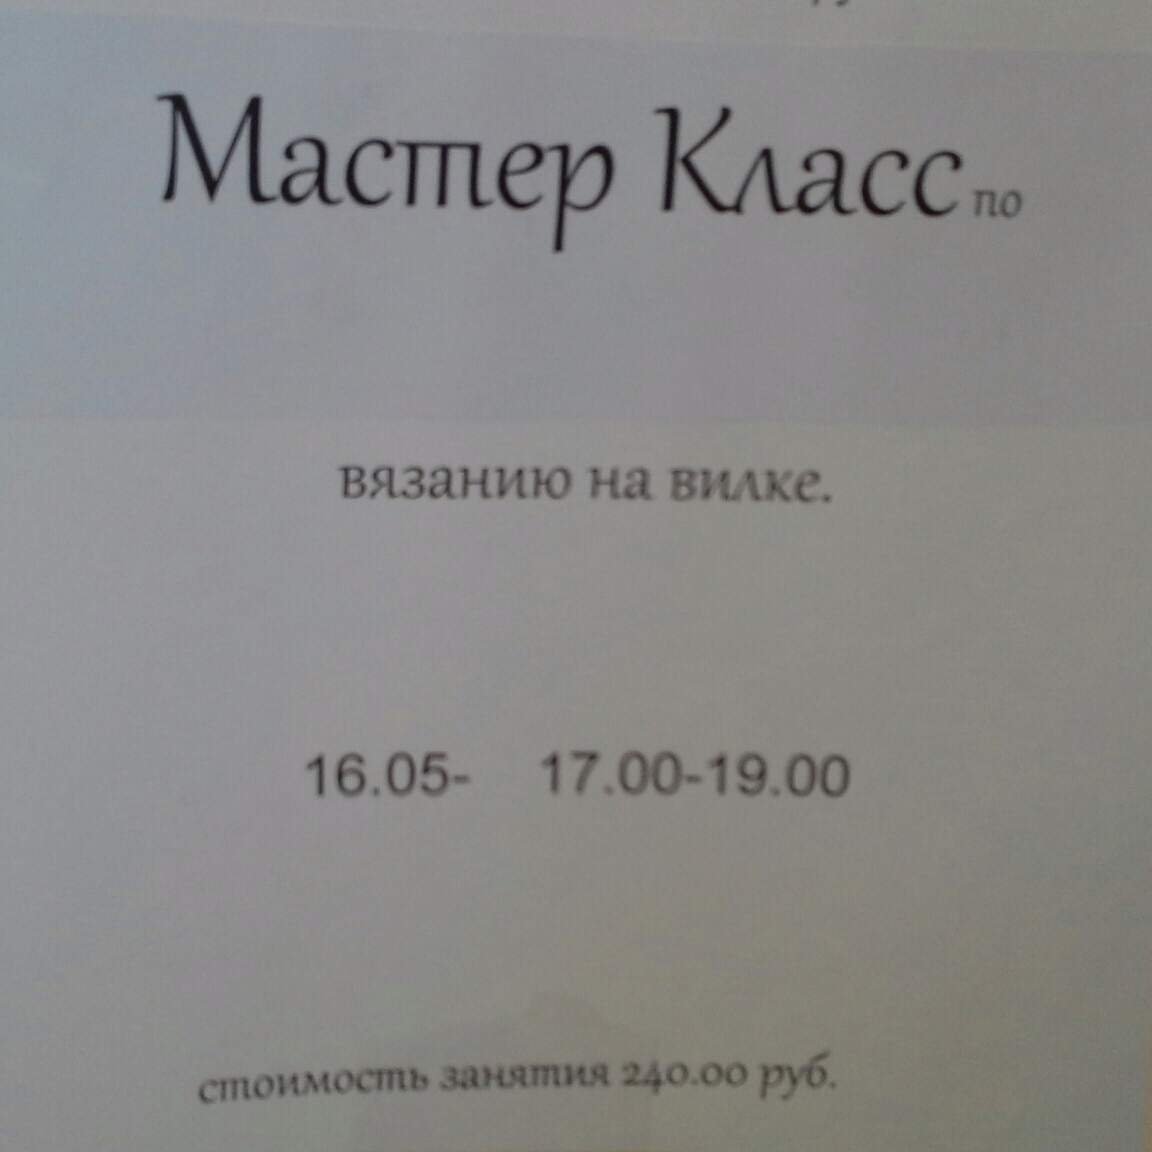 Мастер Класс по
вязанию на вилке.
16.05- 17.00-19.00
стоимость занятия 240.00 руб.